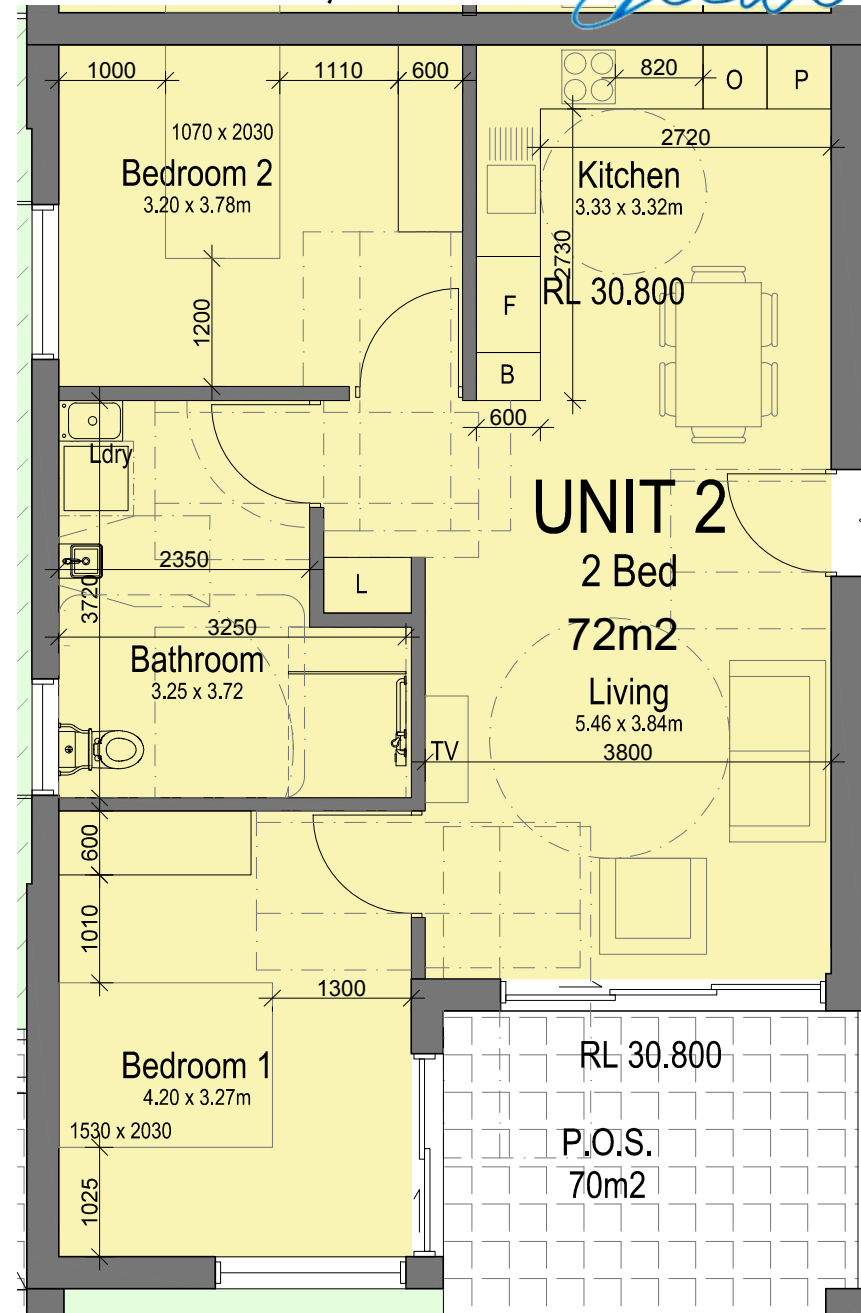 1000
1110
600
820
O
P
1070 x 2030
2720
Bedroom 2
3.20 x 3.78m
Kitchen
3.33 x 3.32m
2730
RL 30.800
1200
F
B
600
Ldry
UNIT 2
2 Bed
72m2
2350
3720
L
3250
Bathroom
3.25 x 3.72
Living
5.46 x 3.84m
3800
TV
600
1010
1300
Bedroom 1
4.20 x 3.27m
1530 x 2030
1025
RL 30.800
P.O.S.
70m2